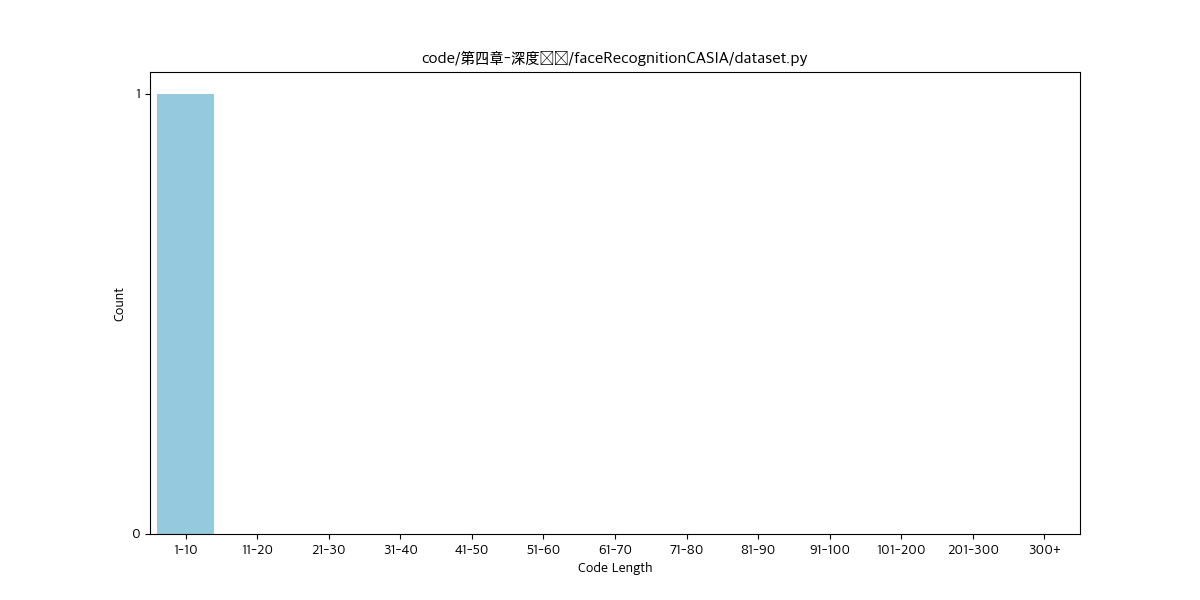 code/第四章-深度/faceRecognitionCASIA/dataset.py
1
Count
0
1-10 11-20 21-30 31-40 41-50 51-60 61-70 71-80 81-90 91-100 101-200 201-300 300+
Code Length